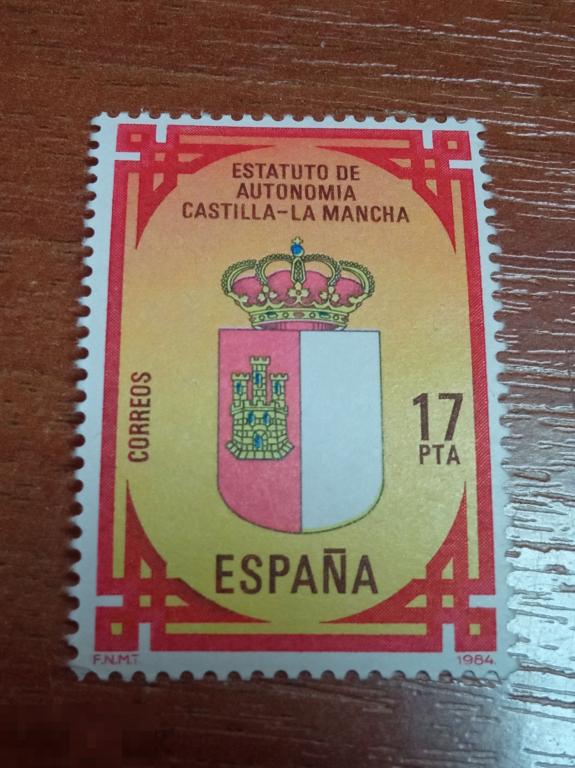 ESTATUTO DE
AUTONOMIA
CASTILLA-LA MANCHA
CORREOS
17
PTA
ESPAÑA
F.N.M.T.
1984.